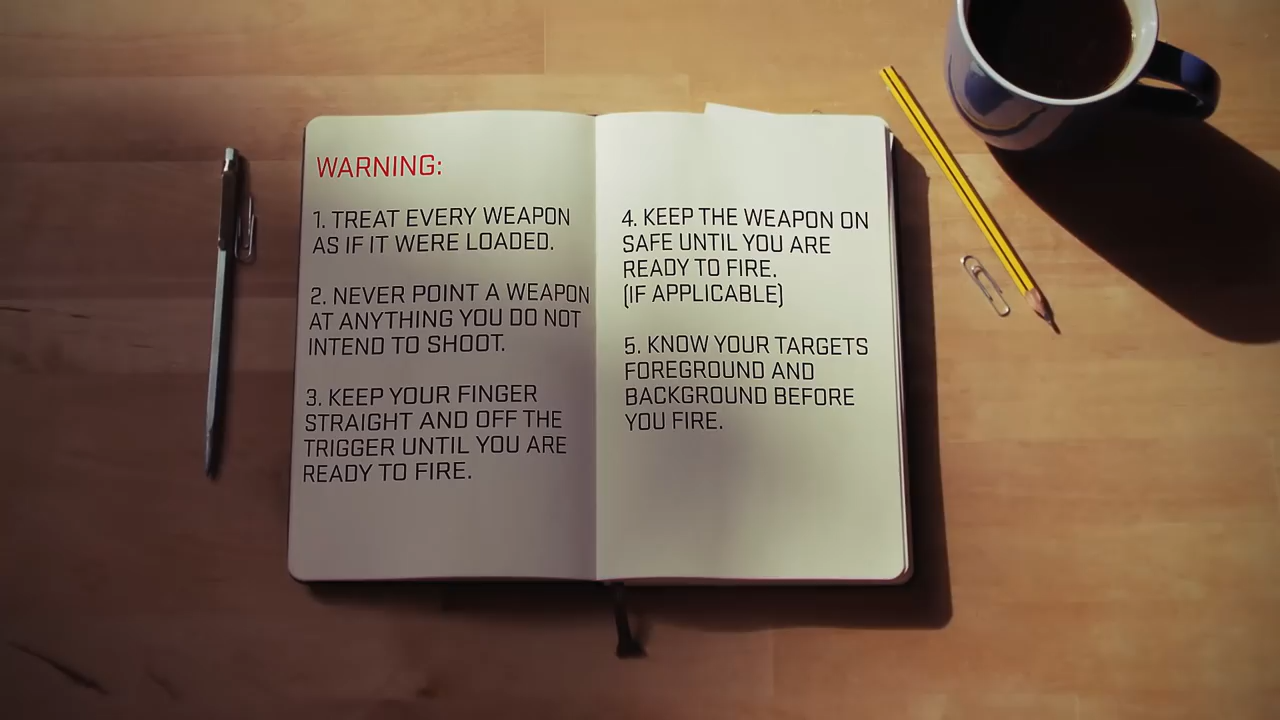 WARNING:
1. TREAT EVERY WEAPON
AS IF IT WERE LOADED.
2. NEVER POINT A WEAPON
AT ANYTHING YOU DO NOT
INTEND TO SHOOT.
3. KEEP YOUR FINGER
STRAIGHT AND OFF THE
TRIGGER UNTIL YOU ARE
READY TO FIRE.
4. KEEP THE WEAPON ON
SAFE UNTIL YOU ARE
READY TO FIRE.
(IF APPLICABLE)
5. KNOW YOUR TARGETS
FOREGROUND AND
BACKGROUND BEFORE
YOU FIRE.